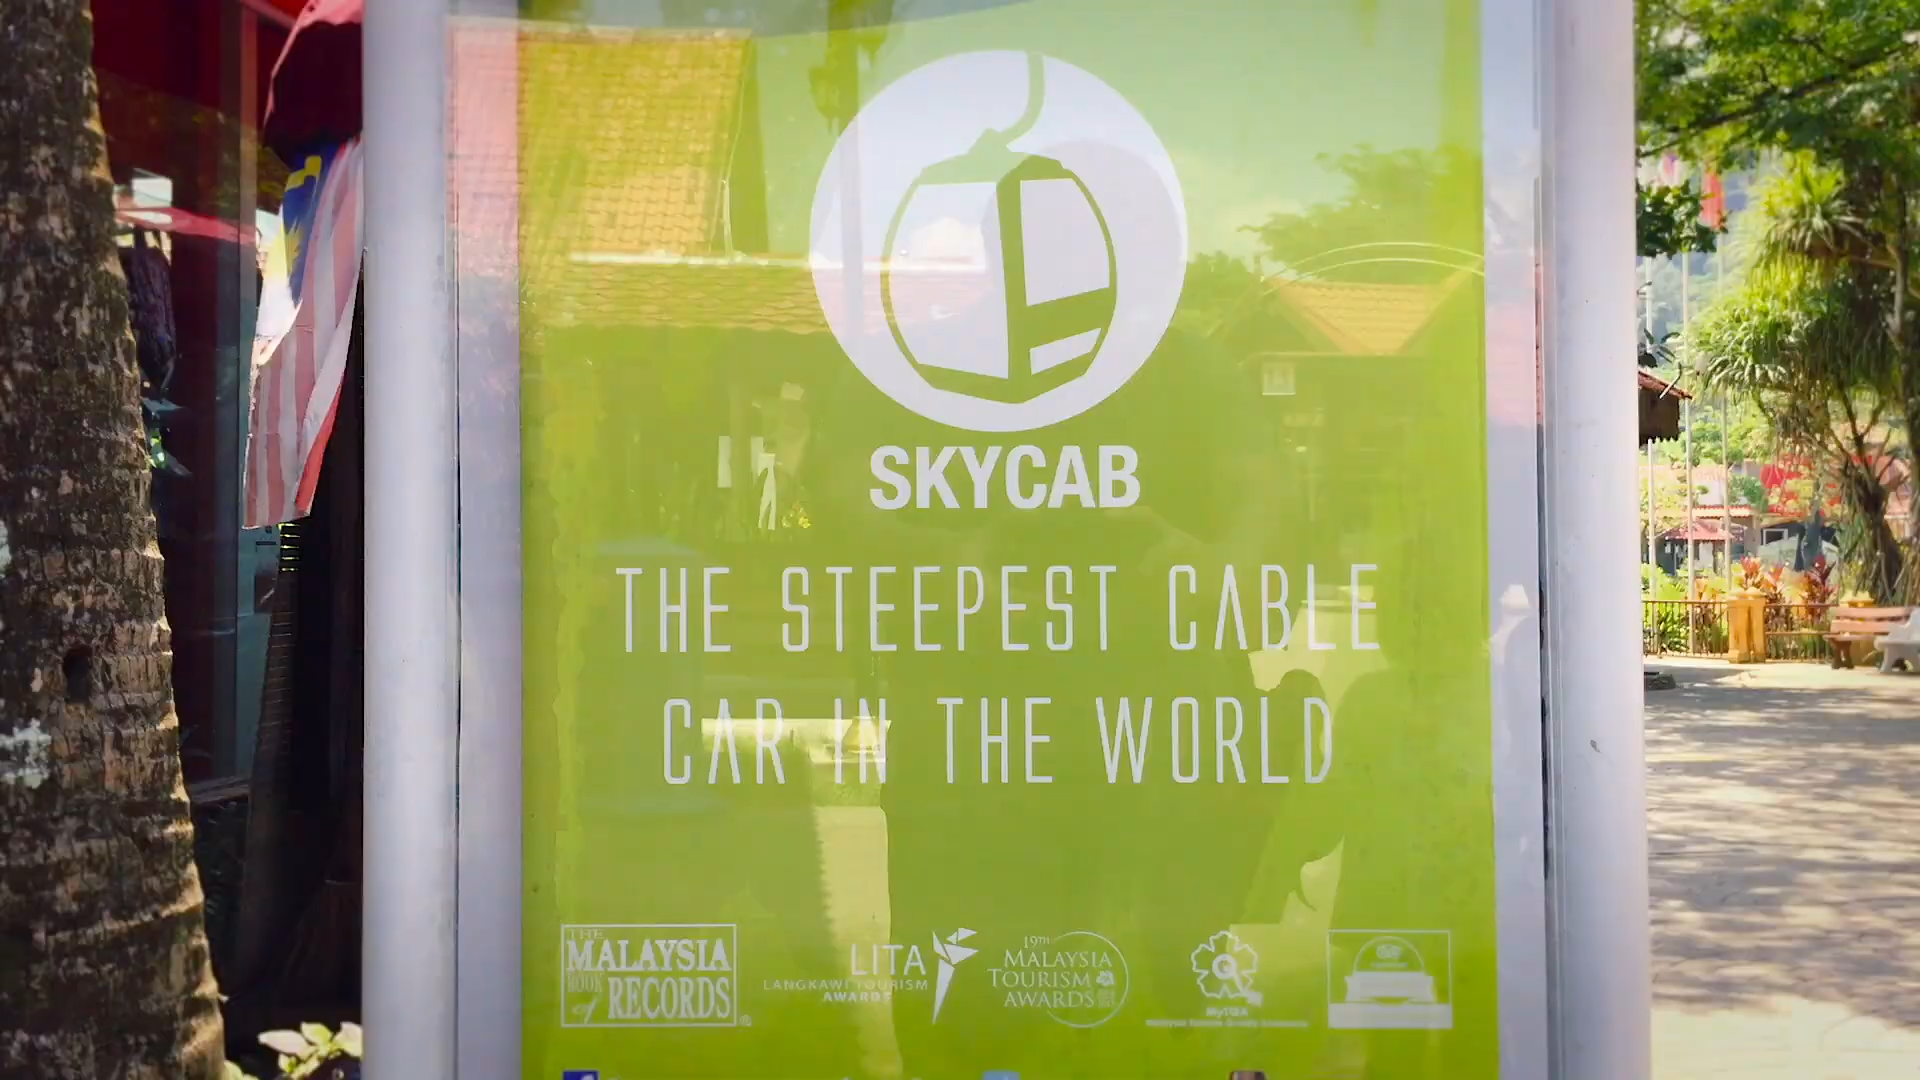 SKYCAB
THE STEEPEST CABLE
CAR IN THE WORLD
THE
MALAYSIA
BOOK
of RECORDS
LITA
LANGKAWI TOURISM
AWARDS
19TH
MALAYSIA
TOURISM
AWARDS
MyTQA